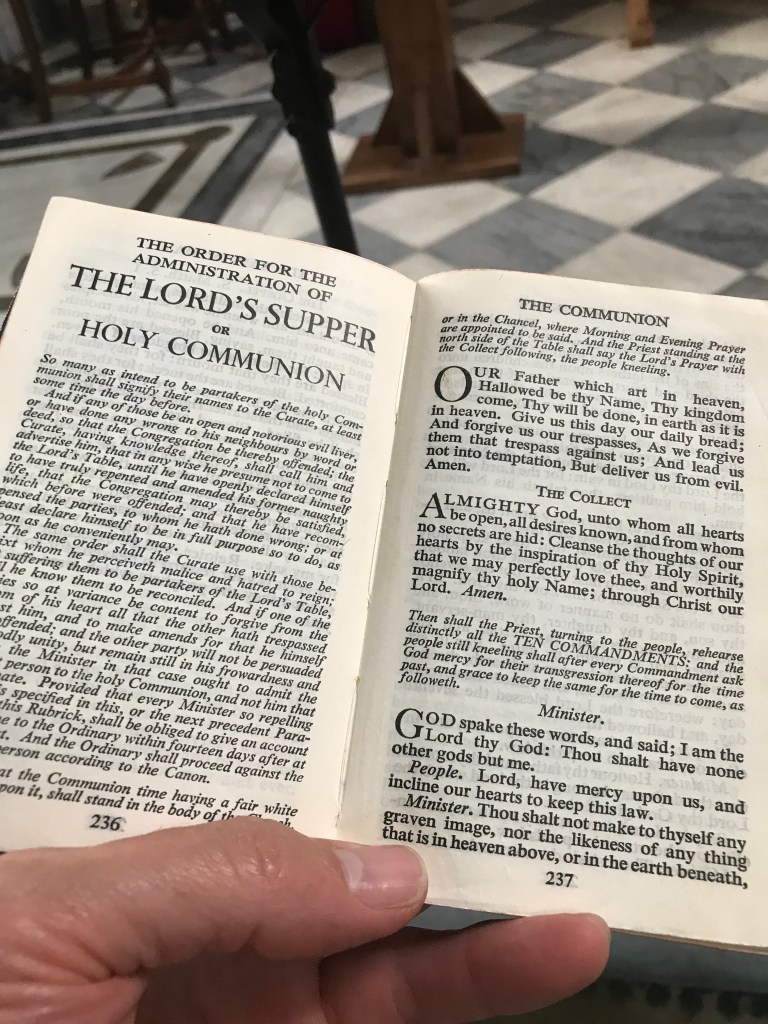 THE ORDER FOR THE
ADMINISTRATION OF
THE LORD'S SUPPER
OR
HOLY COMMUNION
So many as intend to be partakers of the holy Com-
munion shall signify their names to the Curate, at least
some time the day before.
And if any of those be an open and notorious evil liver,
or have done any wrong to his neighbours by word or
deed, so that the Congregation be thereby offended; the
Curate, having knowledge thereof, shall call him and
advertise him, that in any wise he presume not to come to
the Lord's Table, until he have openly declared himself
to have truly repented and amended his former naughty
life, that the Congregation may thereby be satisfied,
which before were offended; and that he have recom-
pensed the parties, to whom he hath done wrong; or at
least declare himself to be in full purpose so to do, as
soon as he conveniently may.
The same order shall the Curate use with those be-
ixt whom he perceiveth malice and hatred to reign;
suffering them to be partakers of the Lord's Table,
he know them to be reconciled. And if one of the
ies so at variance be content to forgive from the
m of his heart all that the other hath trespassed
st him, and to make amends for that he himself
offended; and the other party will not be persuaded
odly unity, but remain still in his frowardness and
the Minister in that case ought to admit the
person to the holy Communion, and not him that
ate. Provided that every Minister so repelling
s specified in this, or the next precedent Para-
this Rubrick, shall be obliged to give an account
e to the Ordinary within fourteen days after at
t. And the Ordinary shall proceed against the
person according to the Canon.
at the Communion time having a fair white
upon it, shall stand in the body of the Church,
236
THE COMMUNION
or in the Chancel, where Morning and Evening Prayer
are appointed to be said. And the Priest standing at the
north side of the Table shall say the Lord's Prayer with
the Collect following, the people kneeling.
OUR Father which art in heaven,
Hallowed be thy Name, Thy kingdom
come, Thy will be done, in earth as it is
in heaven. Give us this day our daily bread;
And forgive us our trespasses, As we forgive
them that trespass against us; And lead us
not into temptation, But deliver us from evil.
Amen.
THE COLLECT
ALMIGHTY God, unto whom all hearts
be open, all desires known, and from whom
no secrets are hid: Cleanse the thoughts of our
hearts by the inspiration of thy Holy Spirit,
that we may perfectly love thee, and worthily
magnify thy holy Name; through Christ our
Lord. Amen.
Then shall the Priest, turning to the people, rehearse
distinctly all the TEN COMMANDMENTS: and the
people still kneeling shall after every Commandment ask
God mercy for their transgression thereof for the time
past, and grace to keep the same for the time to come, as
followeth.
Minister.
GOD spake these words, and said; I am the
Lord thy God: Thou shalt have none
other gods but me.
People. Lord, have mercy upon us, and
incline our hearts to keep this law.
Minister. Thou shalt not make to thyself any
graven image, nor the likeness of any thing
that is in heaven above, or in the earth beneath,
237